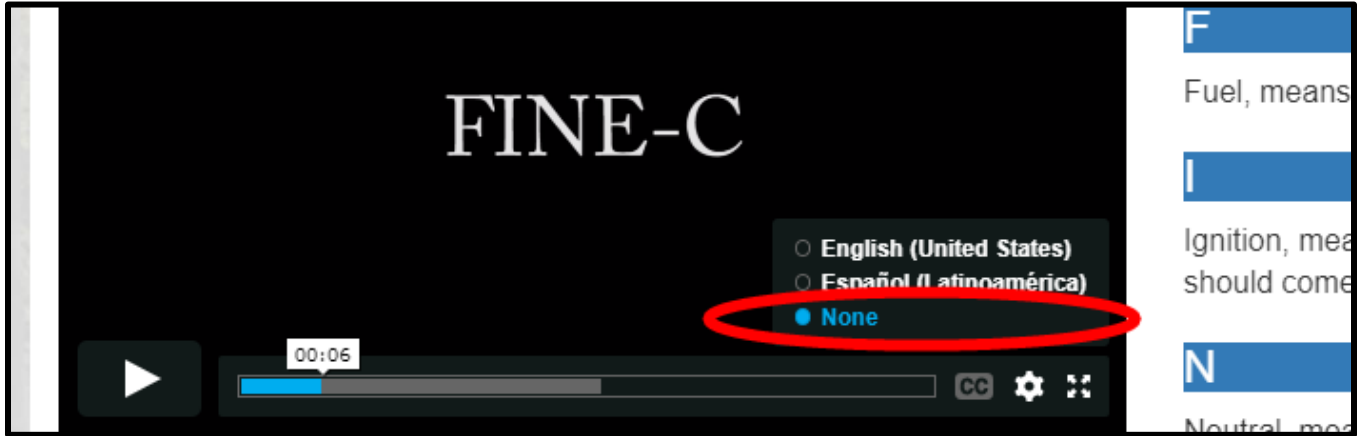 FINE-C
English (United States)
Español (Latinoamérica)
None
00:06
CC
F
Fuel, means
I
Ignition, mea
should come
N
Neutral, mea